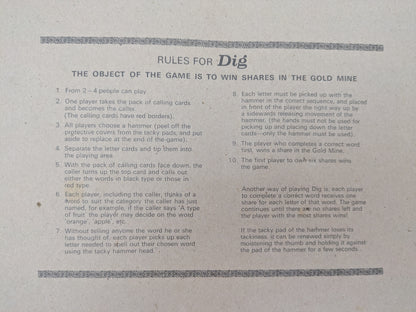 RULES FOR Dig
THE OBJECT OF THE GAME IS TO WIN SHARES IN THE GOLD MINE
1. From 2–4 people can play.
2. One player takes the pack of calling cards
and becomes the caller.
(The calling cards have red borders).
3. All players choose a hammer (peel off the
protective covers from the tacky pads, and put
aside to replace at the end of the game).
4. Separate the letter cards and tip them into
the playing area.
5. With the pack of calling cards face down, the
caller turns up the top card and calls out
either the words in black type or those in
red type.
6. Each player, including the caller, thinks of a
word to suit the category the caller has just
named, for example, if the caller says 'A type
of fruit' the player may decide on the word
'orange', 'apple', etc.
7. Without telling anyone the word he or she
has thought of, each player picks up each
letter needed to spell out their chosen word
using the tacky hammer head.
8. Each letter must be picked up with the
hammer in the correct sequence, and placed
in front of the player the right way up by
a sidewards releasing movement of the
hammer. (the hands must not be used for
picking up and placing down the letter
cards—only the hammer must be used).
9. The player who completes a correct word
first, wins a share in the Gold Mine.
10. The first player to own six shares wins
the game.
Another way of playing Dig is, each player
to complete a correct word receives one
share for each letter of that word. The game
continues until there are no shares left and
the player with the most shares wins!
If the tacky pad of the hammer loses its
tackiness, it can be renewed simply by
moistening the thumb and holding it against
the pad of the hammer for a few seconds.